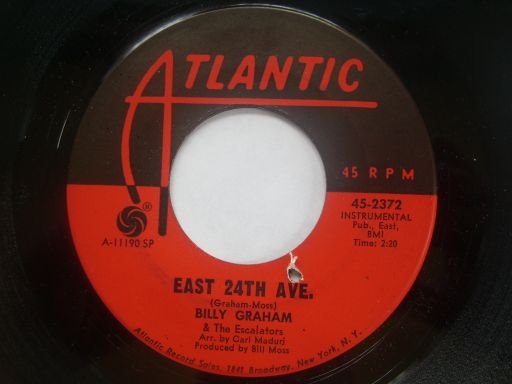 ATLANTIC
®
45 RPM
45-2372
INSTRUMENTAL
Pub., East,
BMI
Time: 2:20
A-11190 SP
EAST 24TH AVE.
(Graham-Moss)
BILLY GRAHAM
& The Escalators
Arr. by Carl Maduri
Produced by Bill Moss
Atlantic Record Sales, 1841 Broadway, New York, N. Y.